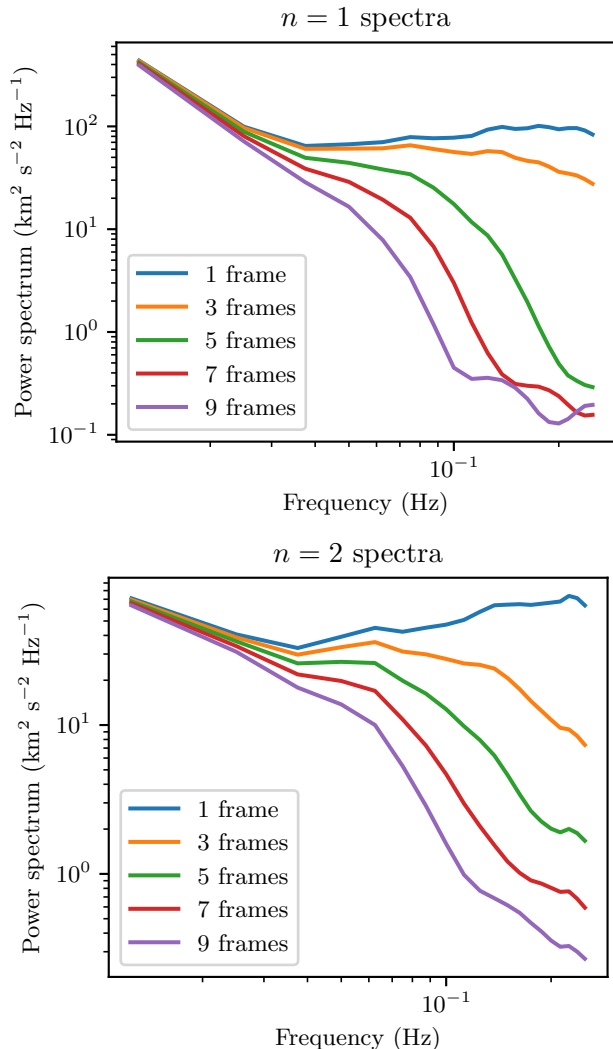 n = 1 spectra
Power spectrum (km² s⁻² Hz⁻¹)
10²
10¹
10⁰
10⁻¹
1 frame
3 frames
5 frames
7 frames
9 frames
10⁻¹
Frequency (Hz)
n = 2 spectra
Power spectrum (km² s⁻² Hz⁻¹)
10¹
10⁰
1 frame
3 frames
5 frames
7 frames
9 frames
10⁻¹
Frequency (Hz)